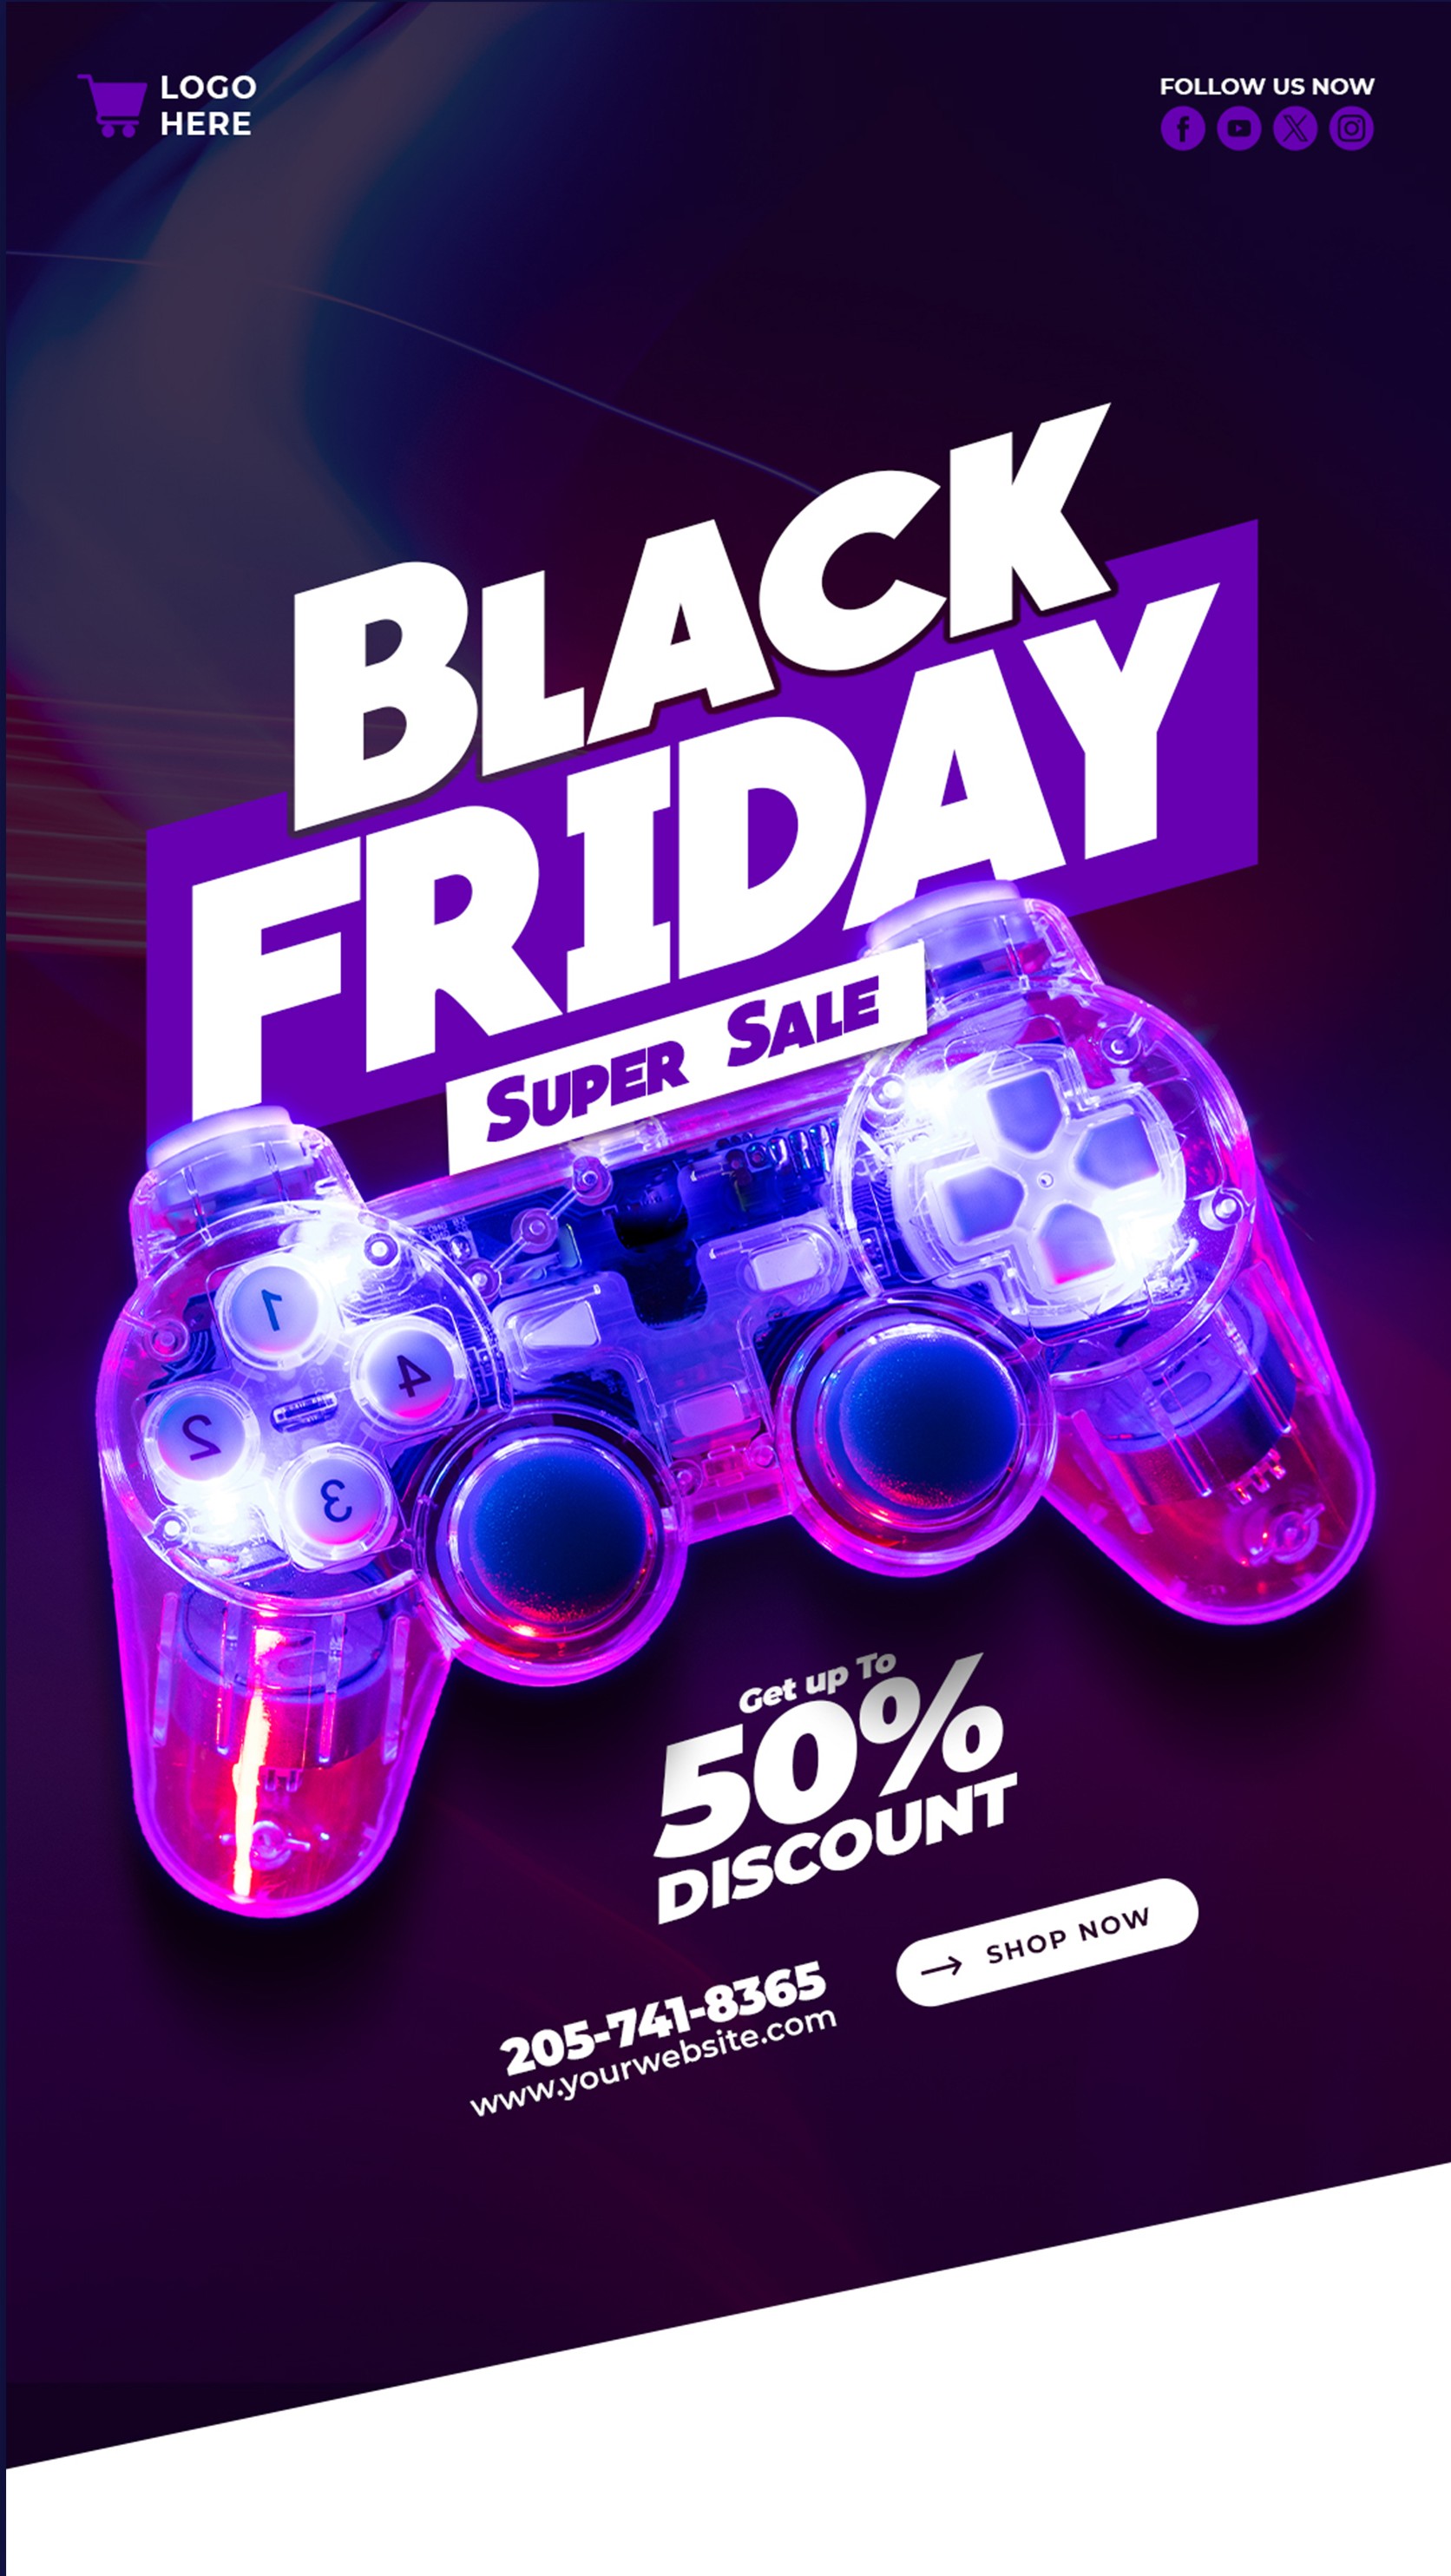 LOGO
HERE
FOLLOW US NOW
BLACK
FRIDAY
SUPER SALE
1
4
2
3
Get up To
50%
DISCOUNT
SHOP NOW
205-741-8365
www.yourwebsite.com